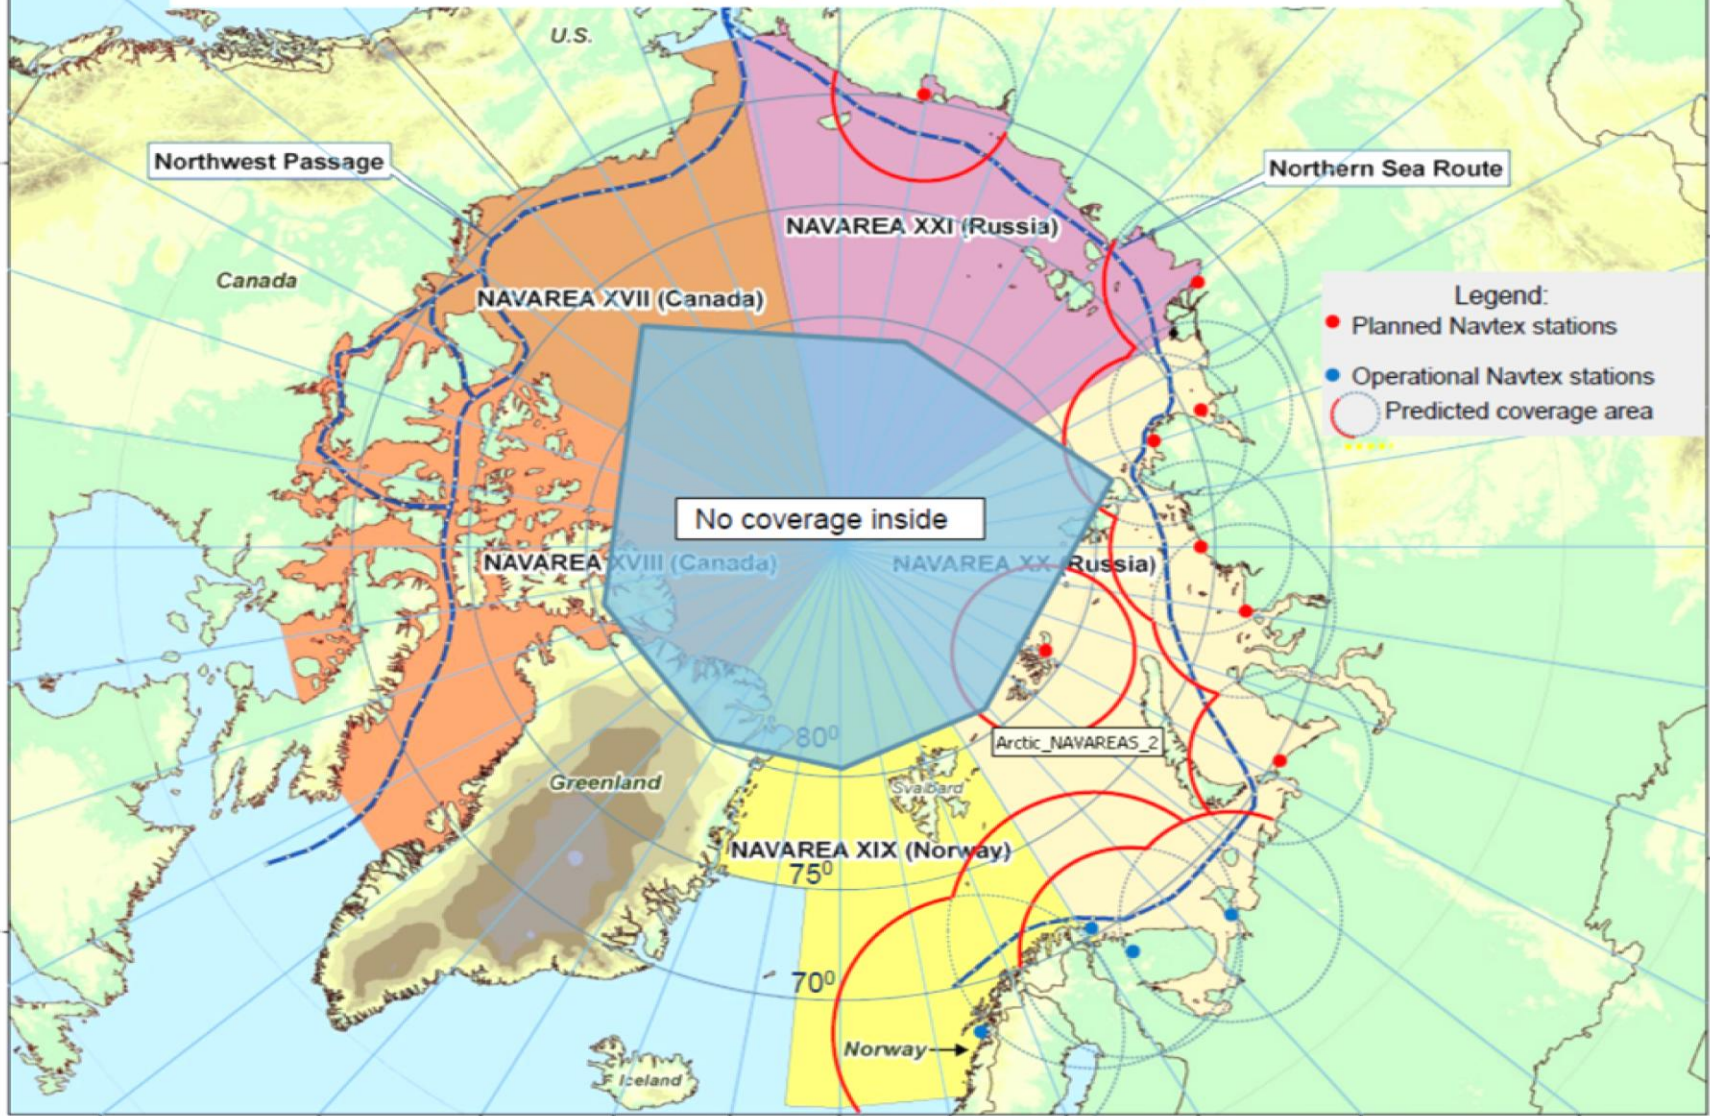 U.S.
Northwest Passage
Northern Sea Route
NAVAREA XXI (Russia)
Canada
NAVAREA XVII (Canada)
Legend:
Planned Navtex stations
Operational Navtex stations
Predicted coverage area
No coverage inside
NAVAREA XVIII (Canada)
NAVAREA XX (Russia)
80⁰
Arctic_NAVAREAS_2
Greenland
Svalbard
NAVAREA XIX (Norway)
75⁰
70⁰
Norway
Iceland